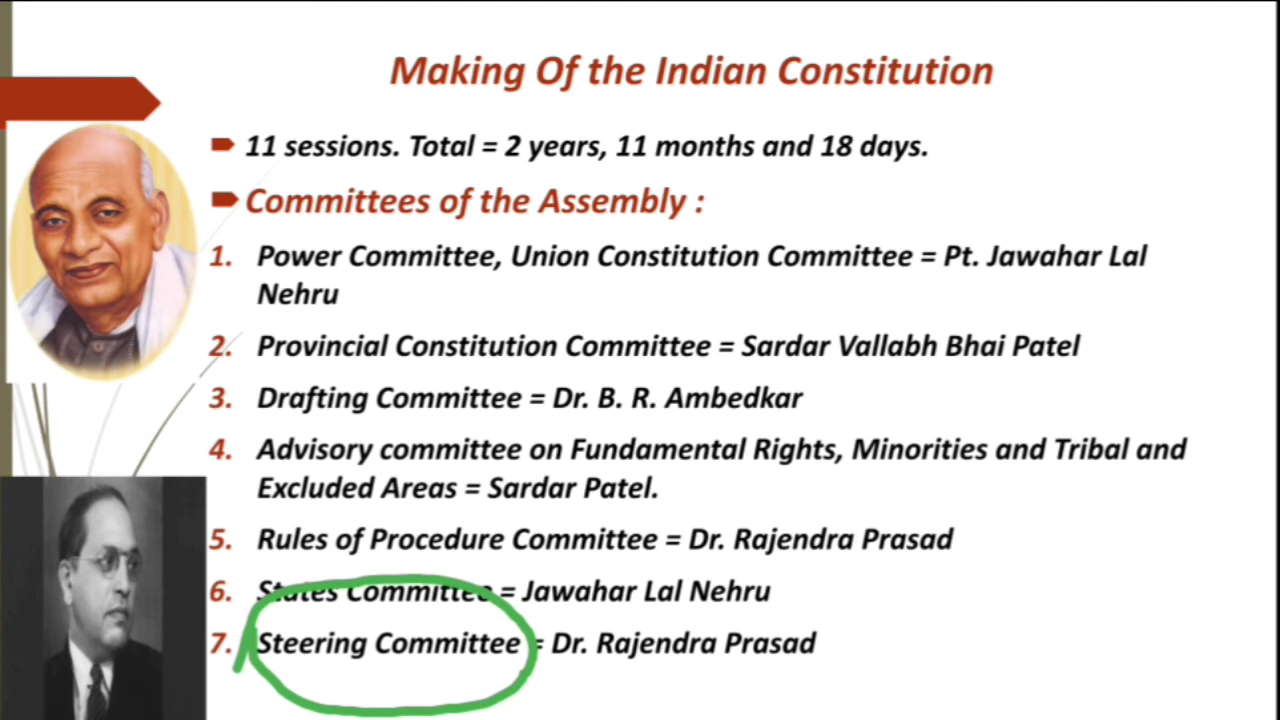 Making Of the Indian Constitution
11 sessions. Total = 2 years, 11 months and 18 days.
Committees of the Assembly :
1. Power Committee, Union Constitution Committee = Pt. Jawahar Lal
Nehru
2. Provincial Constitution Committee = Sardar Vallabh Bhai Patel
3. Drafting Committee = Dr. B. R. Ambedkar
4. Advisory committee on Fundamental Rights, Minorities and Tribal and
Excluded Areas = Sardar Patel.
5. Rules of Procedure Committee = Dr. Rajendra Prasad
6. States Committee = Jawahar Lal Nehru
7. Steering Committee = Dr. Rajendra Prasad